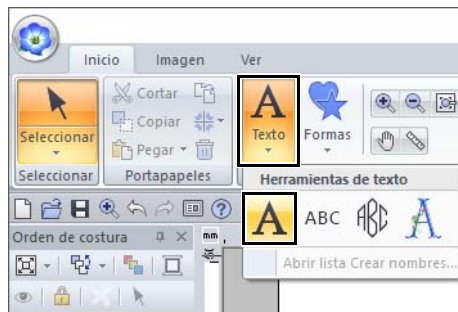 Inicio Imagen Ver
Cortar
Copiar
Pegar
Seleccionar
Texto
Formas
Seleccionar
Portapapeles
Herramientas de texto
A ABC ABC A
Abrir lista Crear nombres...
Orden de costura
mm